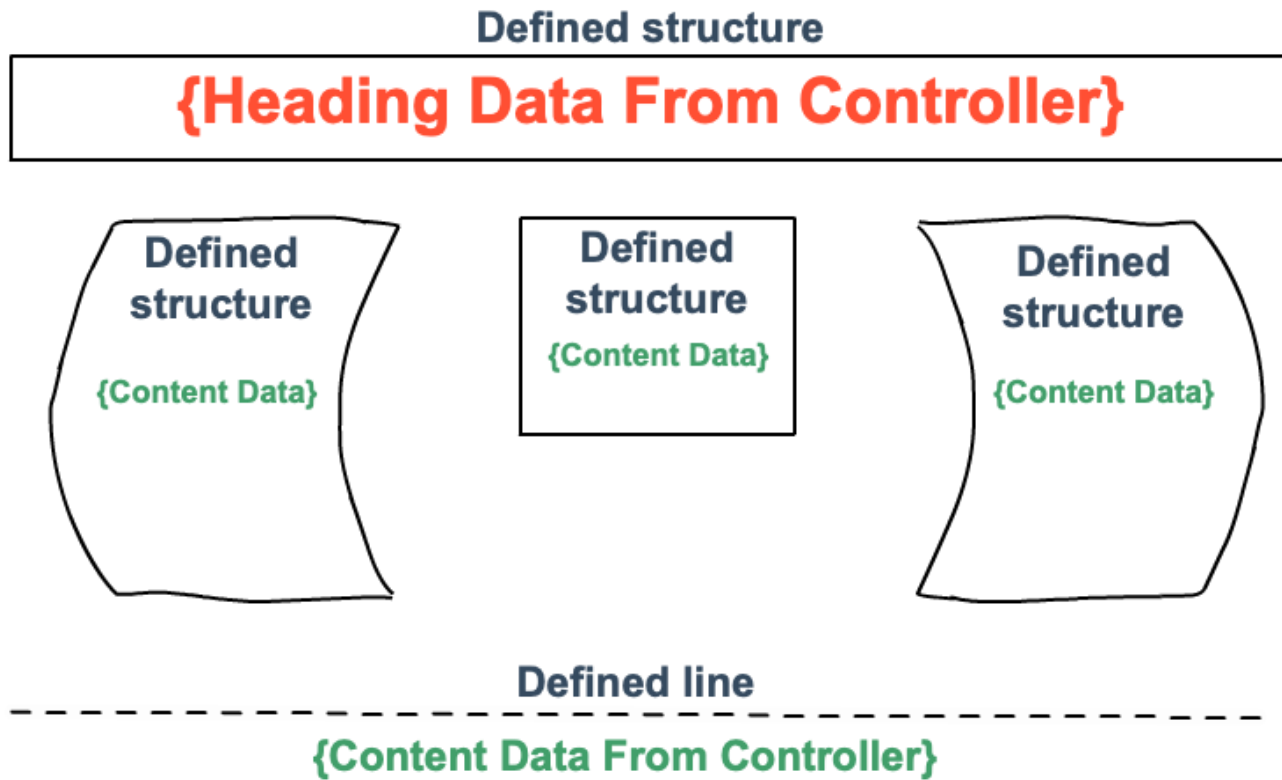 Defined structure
{Heading Data From Controller}
Defined
structure
{Content Data}
Defined
structure
{Content Data}
Defined
structure
{Content Data}
Defined line
{Content Data From Controller}